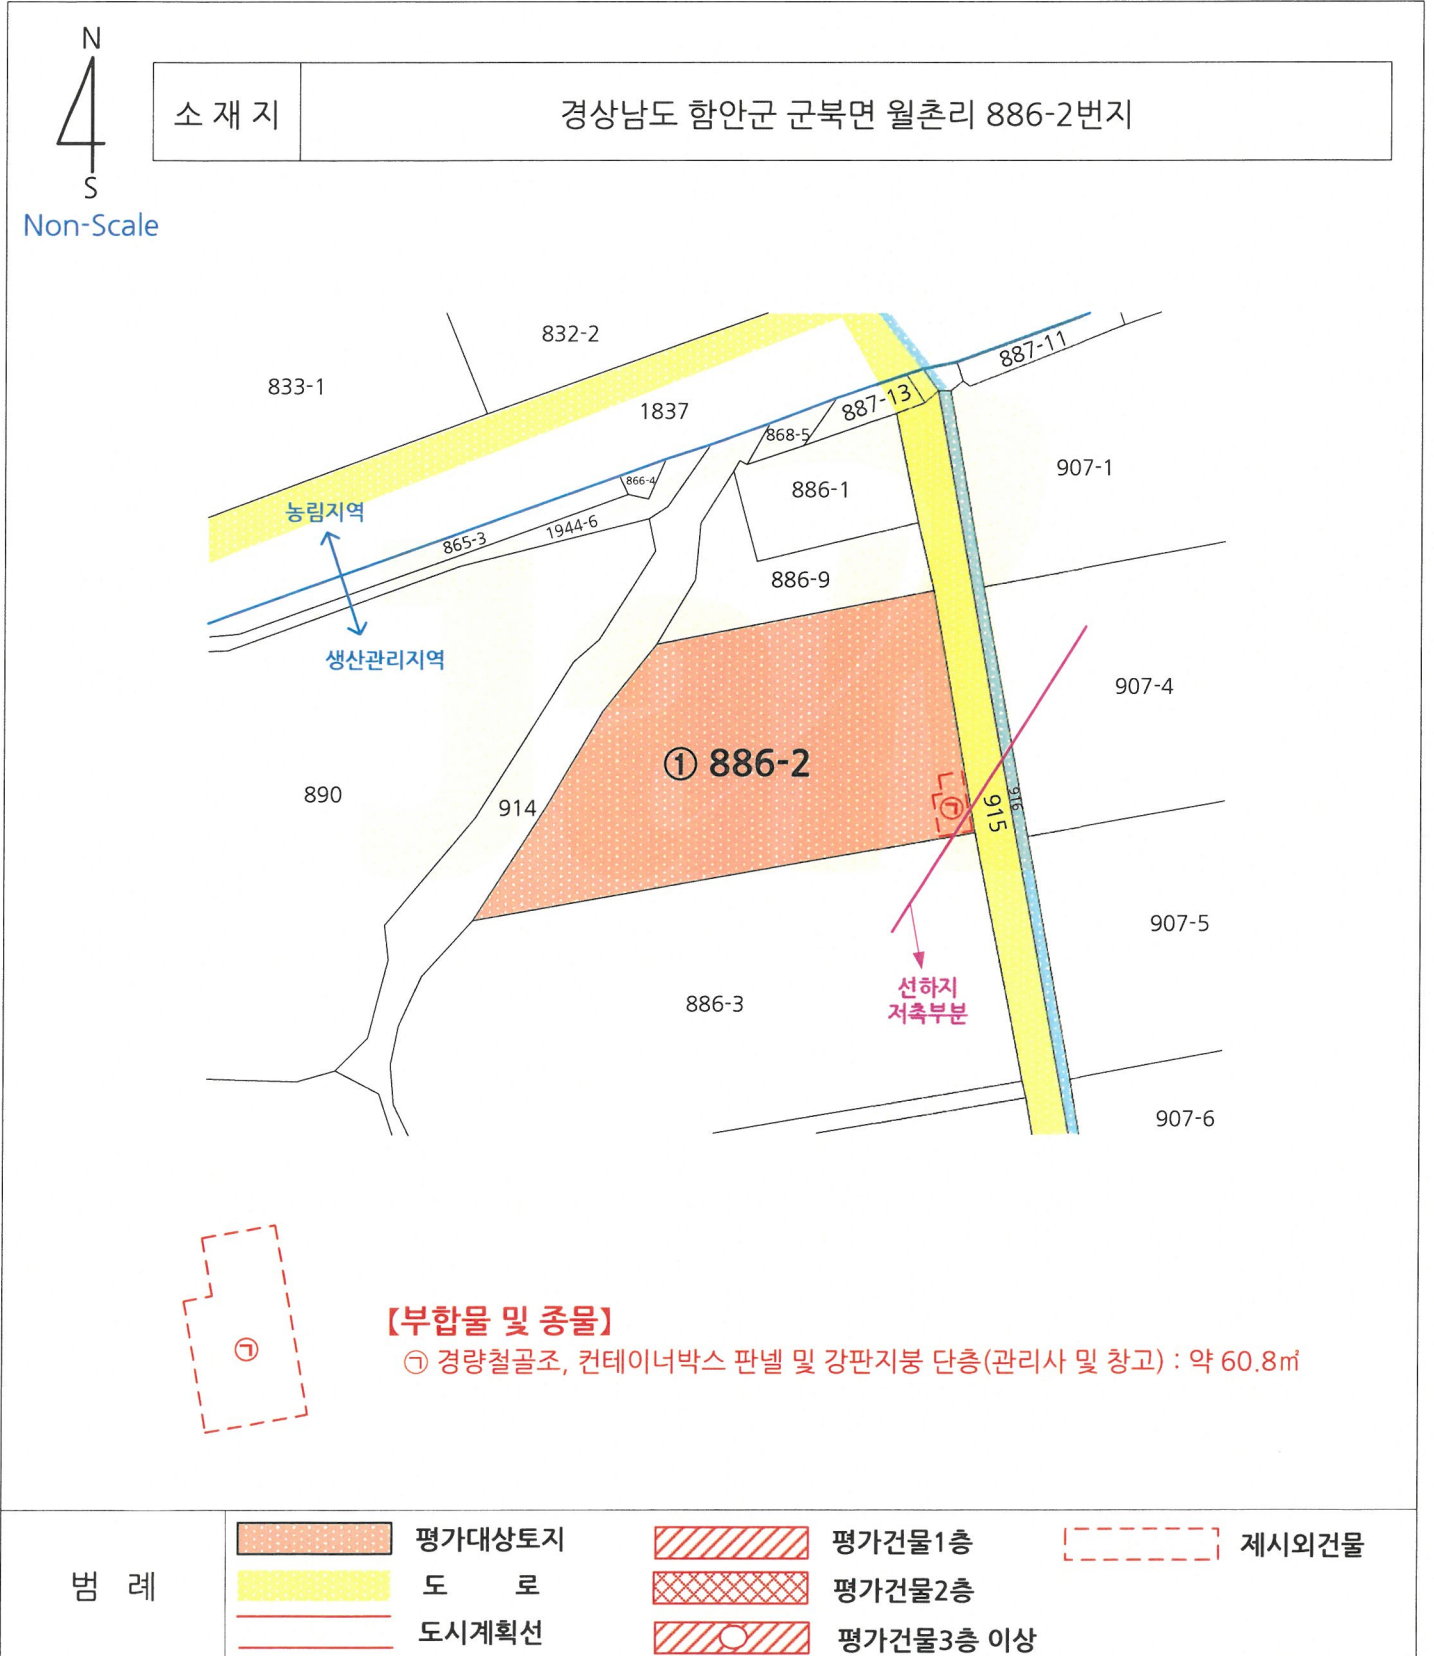 N
S
Non-Scale
소 재 지
경상남도 함안군 군북면 월촌리 886-2번지
832-2
833-1
1837
887-11
887-13
868-5
866-4
907-1
886-1
농림지역
1944-6
865-3
886-9
생산관리지역
907-4
① 886-2
890
914
㉠
915
916
907-5
선하지
저촉부분
886-3
907-6
㉠
【부합물 및 종물】
㉠ 경량철골조, 컨테이너박스 판넬 및 강판지붕 단층(관리사 및 창고) : 약 60.8㎡
범 례
평가대상토지
도 로
도시계획선
평가건물1층
평가건물2층
평가건물3층 이상
제시외건물